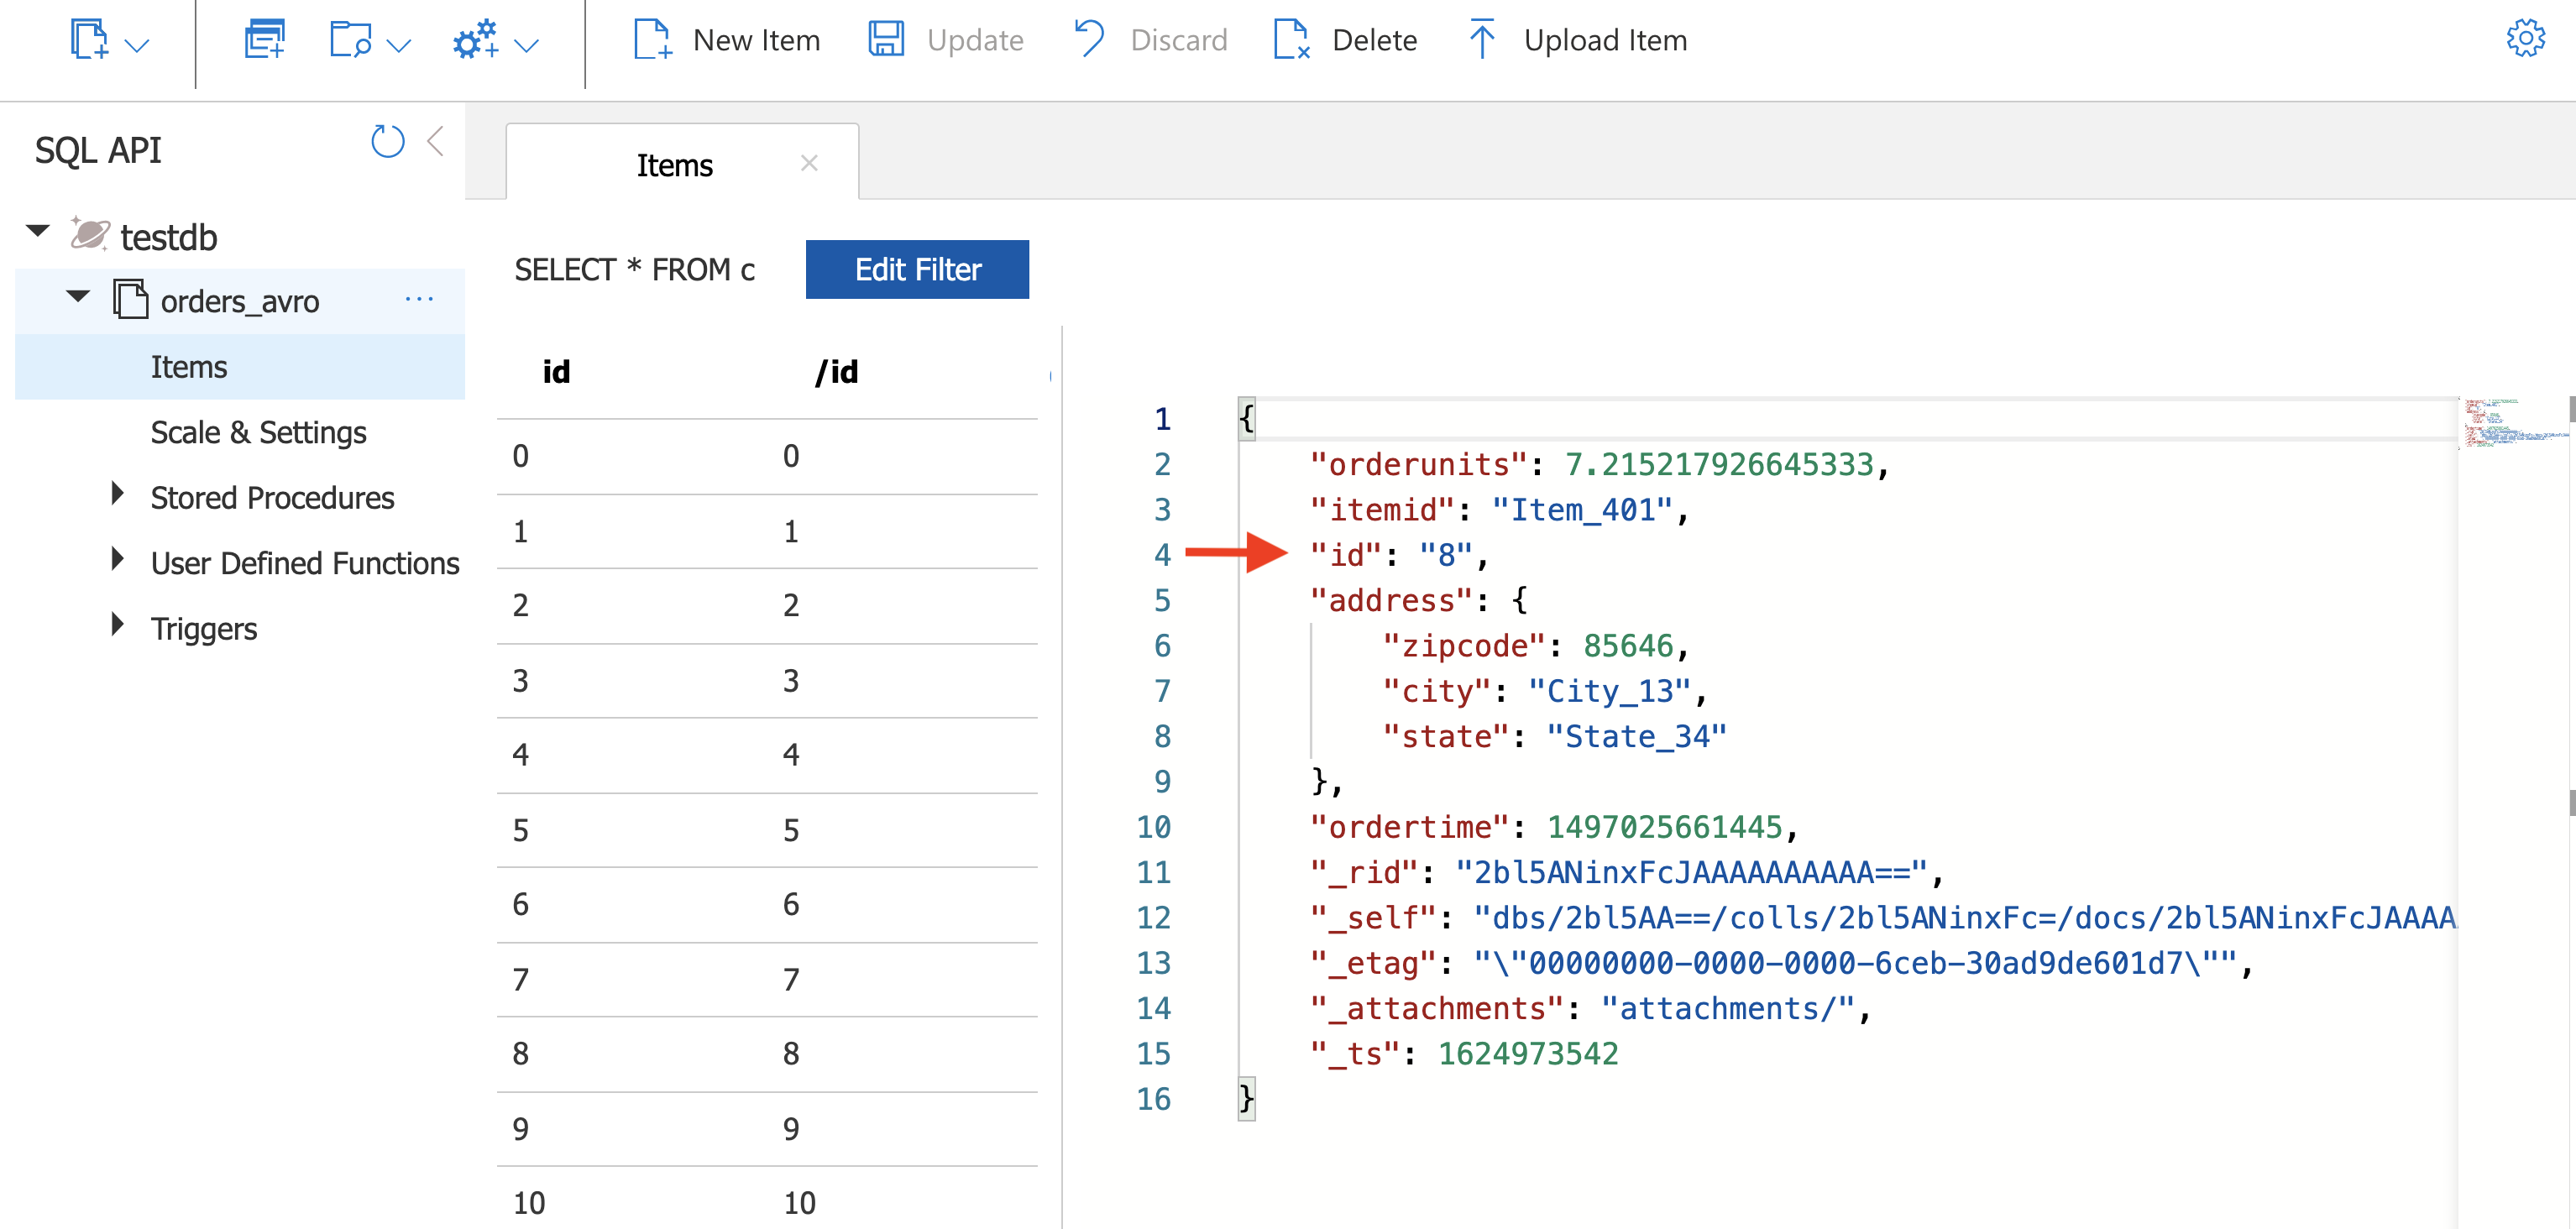 New Item Update Discard Delete Upload Item
SQL API
testdb
orders_avro ...
Items
Scale & Settings
Stored Procedures
User Defined Functions
Triggers
Items
SELECT * FROM c Edit Filter
id /id
0 0
1 1
2 2
3 3
4 4
5 5
6 6
7 7
8 8
9 9
10 10
1 {
2 "orderunits": 7.215217926645333,
3 "itemid": "Item_401",
4 "id": "8",
5 "address": {
6 "zipcode": 85646,
7 "city": "City_13",
8 "state": "State_34"
9 },
10 "ordertime": 1497025661445,
11 "_rid": "2bl5ANinxFcJAAAAAAAAAA==",
12 "_self": "dbs/2bl5AA==/colls/2bl5ANinxFc=/docs/2bl5ANinxFcJAAAA
13 "_etag": "\"00000000-0000-0000-6ceb-30ad9de601d7\"",
14 "_attachments": "attachments/",
15 "_ts": 1624973542
16 }